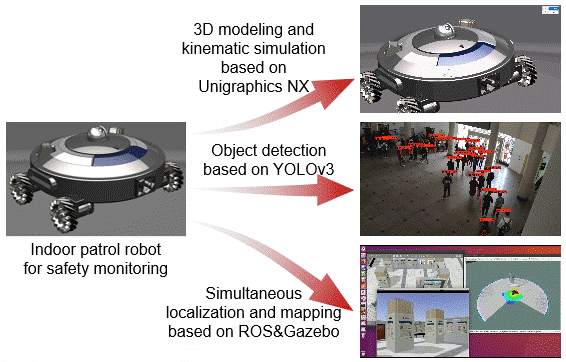 3D modeling and
kinematic simulation
based on
Unigraphics NX
Object detection
based on YOLOv3
Indoor patrol robot
for safety monitoring
Simultaneous
localization and mapping
based on ROS&Gazebo